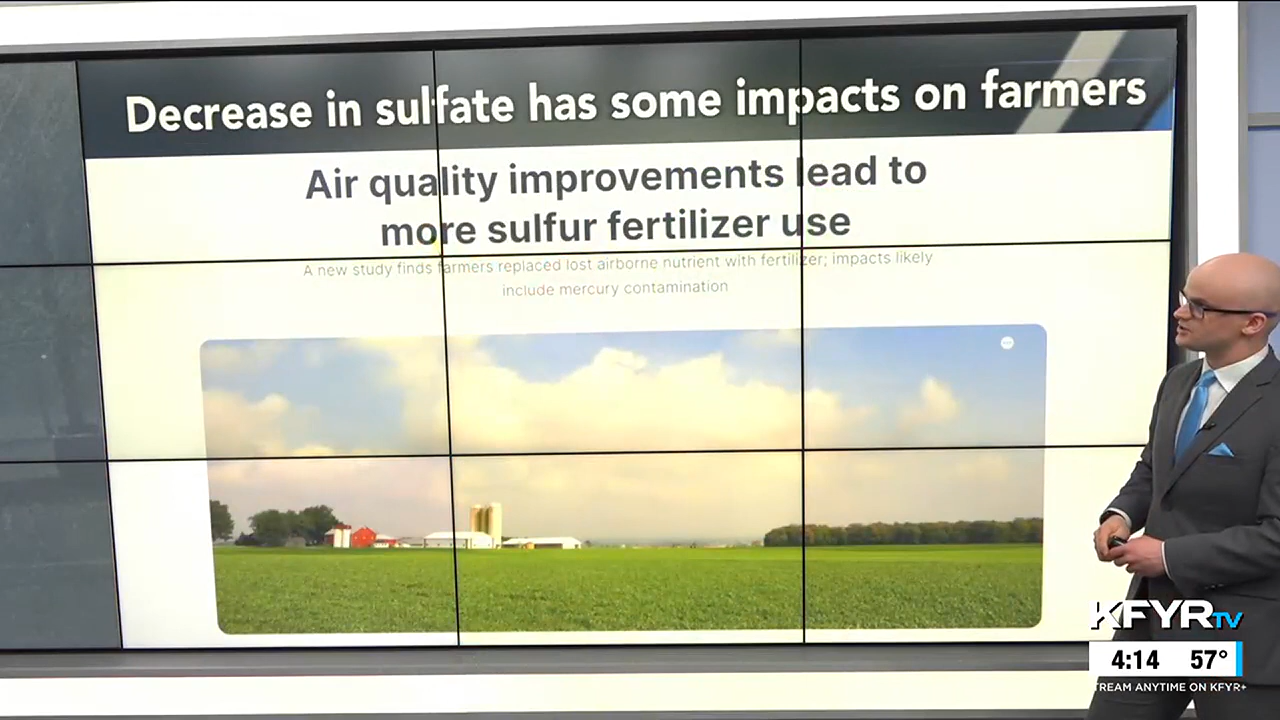 Decrease in sulfate has some impacts on farmers
Air quality improvements lead to
more sulfur fertilizer use
A new study finds farmers replaced lost airborne nutrient with fertilizer; impacts likely
include mercury contamination
KFYRTV
4:14 57°
TREAM ANYTIME ON KFYR+